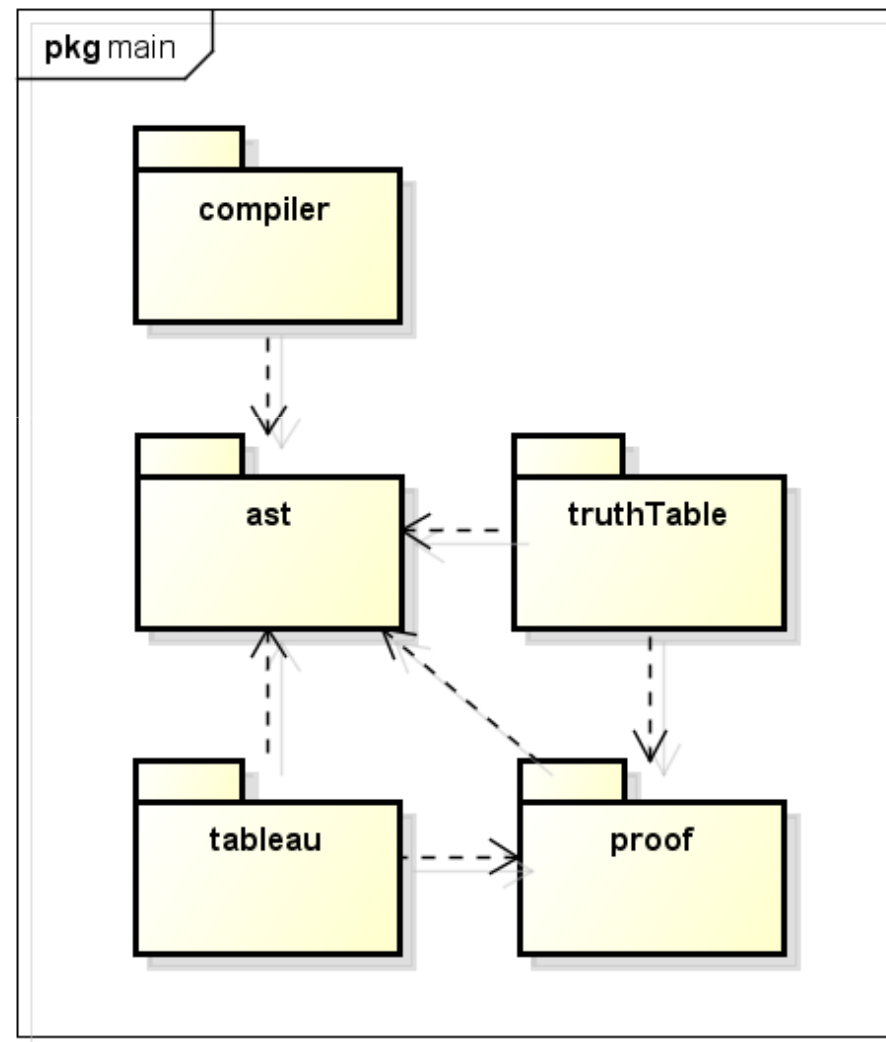 pkg main
compiler
ast
truthTable
tableau
proof